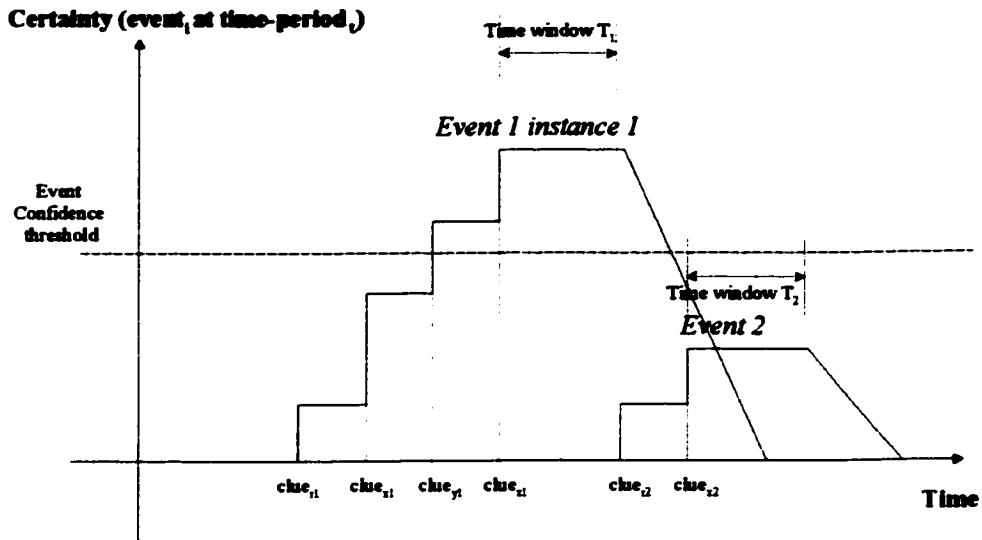 Certainty (event_i at time-period_t)
Time window T_1
Event 1 instance 1
Event
Confidence
threshold
Time window T_2
Event 2
clue_r1 clue_x1 clue_y1 clue_z1 clue_r2 clue_x2
Time